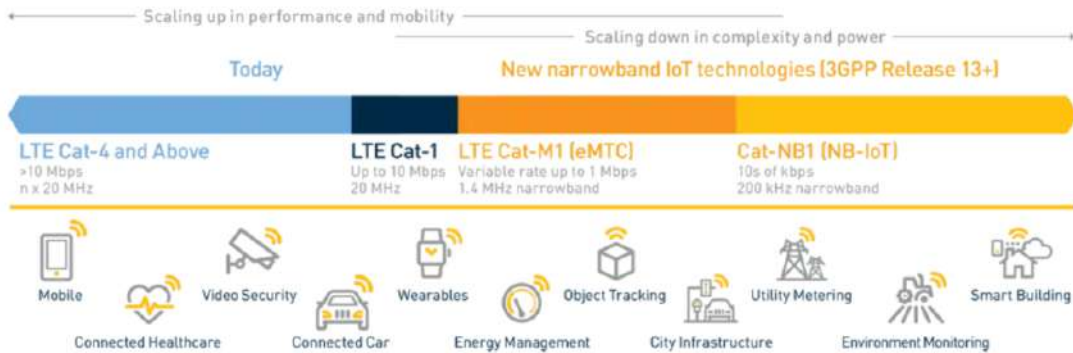 Scaling up in performance and mobility
Scaling down in complexity and power
Today
New narrowband IoT technologies (3GPP Release 13+)
LTE Cat-4 and Above
>10 Mbps
n x 20 MHz
LTE Cat-1
Up to 10 Mbps
20 MHz
LTE Cat-M1 (eMTC)
Variable rate up to 1 Mbps
1.4 MHz narrowband
Cat-NB1 (NB-IoT)
10s of kbps
200 kHz narrowband
Mobile
Video Security
Wearables
Object Tracking
Utility Metering
Smart Building
Connected Healthcare
Connected Car
Energy Management
City Infrastructure
Environment Monitoring